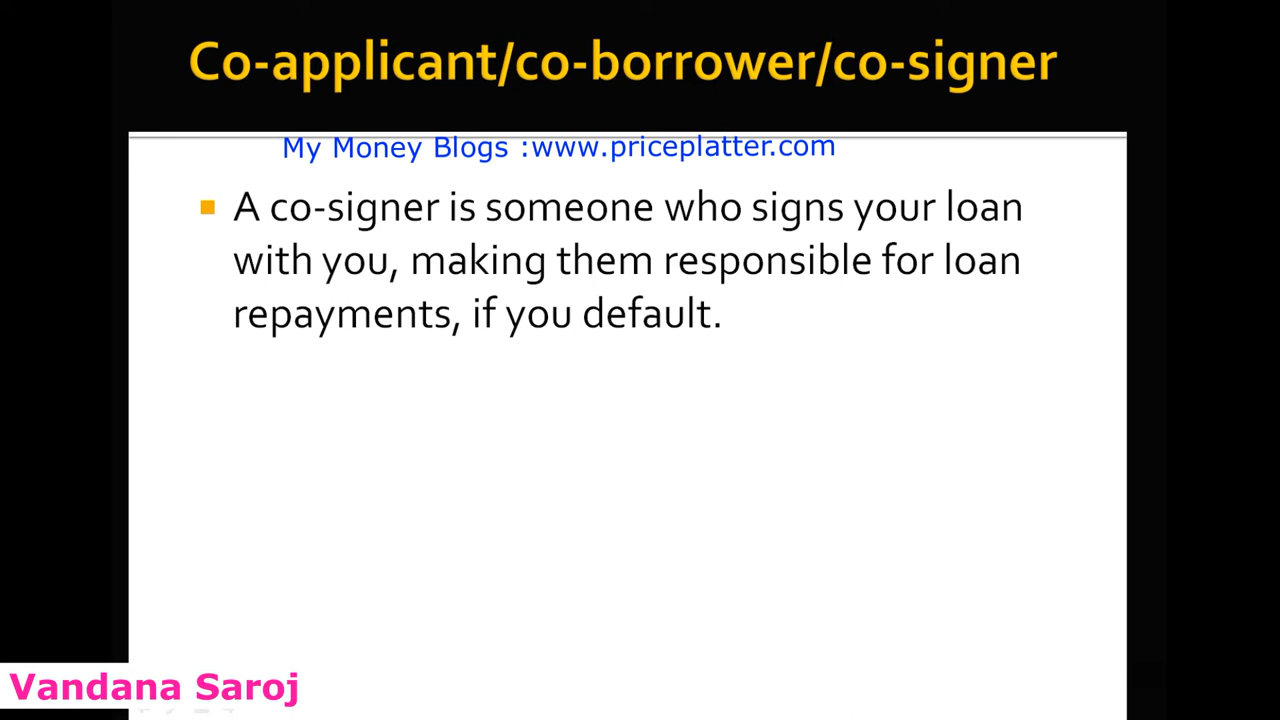 Co-applicant/co-borrower/co-signer
My Money Blogs :www.priceplatter.com
A co-signer is someone who signs your loan
with you, making them responsible for loan
repayments, if you default.
Vandana Saroj